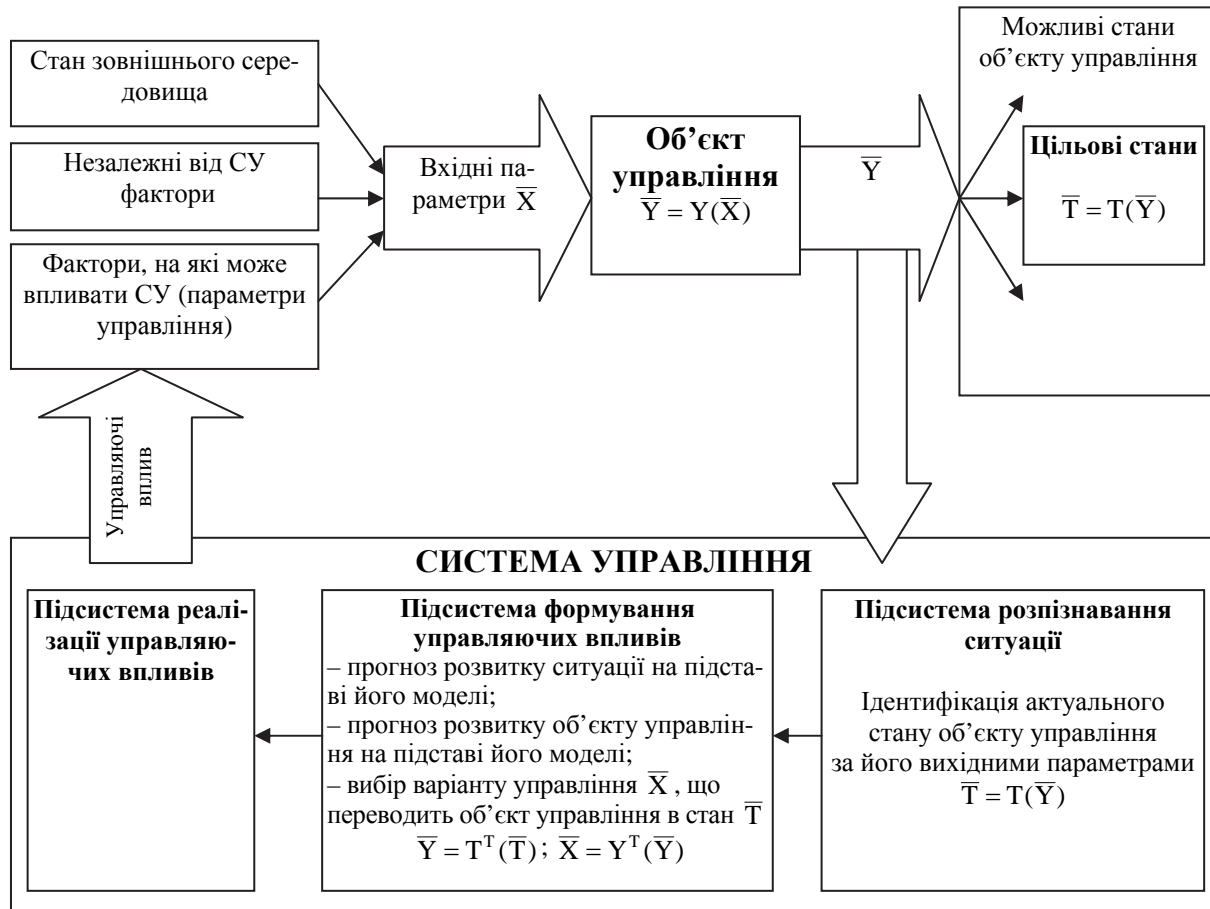 Стан зовнішнього сере-
довища
Незалежні від СУ
фактори
Фактори, на які може
впливати СУ (параметри
управління)
Вхідні па-
раметри X̅
Об’єкт
управління
Y̅ = Y(X̅)
Y̅
Можливі стани
об’єкту управління
Цільові стани
T̅ = T(Y̅)
Управляючі
вплив
СИСТЕМА УПРАВЛІННЯ
Підсистема реалі-
зації управляю-
чих впливів
Підсистема формування
управляючих впливів
– прогноз розвитку ситуації на підста-
ві його моделі;
– прогноз розвитку об’єкту управлін-
ня на підставі його моделі;
– вибір варіанту управління X̅ , що
переводить об’єкт управління в стан T̅
Y̅ = Tᵀ(T̅) ; X̅ = Yᵀ(Y̅)
Підсистема розпізнавання
ситуації
Ідентифікація актуального
стану об’єкту управління
за його вихідними параметрами
T̅ = T(Y̅)